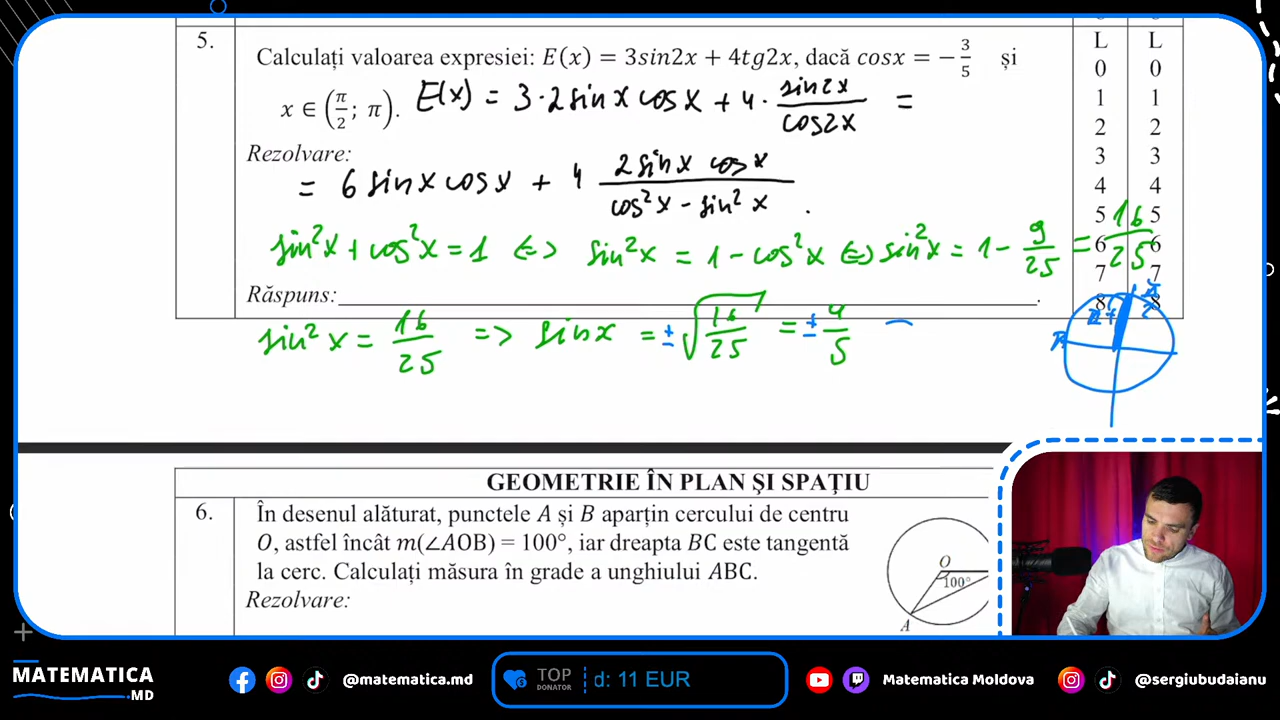 5.
Calculați valoarea expresiei: E(x) = 3sin2x + 4tg2x, dacă cosx = −3/5 și
x ∈ (π/2; π). E(x) = 3·2sinx cosx + 4· sin2x/cos2x =
Rezolvare:
= 6 sinx cosx + 4 2sinx cosx / cos²x − sin²x .
sin²x + cos²x = 1 ⇔ sin²x = 1 − cos²x ⇔ sin²x = 1 − 9/25 = 16/25
Răspuns: .
sin²x = 16/25 => sinx = ±√16/25 = ±4/5
L L
0 0
1 1
2 2
3 3
4 4
5 5
6 6
7 7
8 8
GEOMETRIE ÎN PLAN ȘI SPAȚIU
6.
În desenul alăturat, punctele A și B aparțin cercului de centru
O, astfel încât m(∠AOB) = 100°, iar dreapta BC este tangentă
la cerc. Calculați măsura în grade a unghiului ABC.
Rezolvare:
O
100°
A
MATEMATICA
.MD
@matematica.md
TOP
DONATOR
d: 11 EUR
Matematica Moldova
@sergiubudaianu